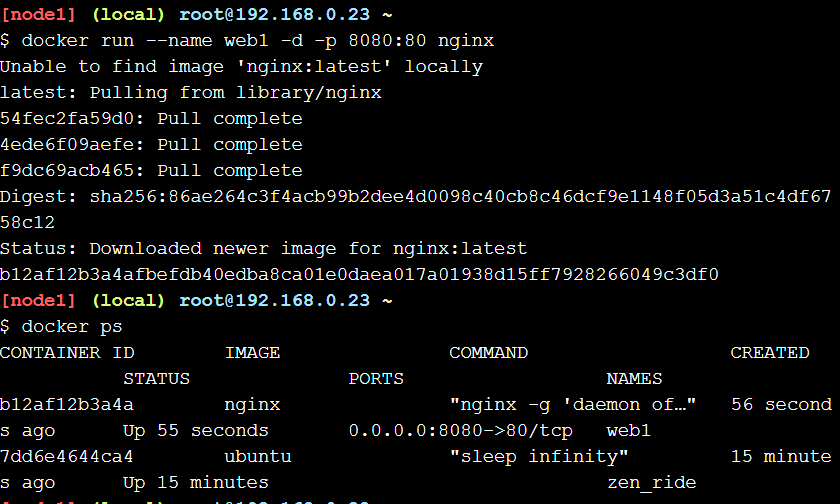 [node1] (local) root@192.168.0.23 ~
$ docker run --name web1 -d -p 8080:80 nginx
Unable to find image 'nginx:latest' locally
latest: Pulling from library/nginx
54fec2fa59d0: Pull complete
4ede6f09aefe: Pull complete
f9dc69acb465: Pull complete
Digest: sha256:86ae264c3f4acb99b2dee4d0098c40cb8c46dcf9e1148f05d3a51c4df67
58c12
Status: Downloaded newer image for nginx:latest
b12af12b3a4afbefdb40edba8ca01e0daea017a01938d15ff7928266049c3df0
[node1] (local) root@192.168.0.23 ~
$ docker ps
CONTAINER ID        IMAGE               COMMAND                  CREATED
           STATUS              PORTS                  NAMES
b12af12b3a4a        nginx               "nginx -g 'daemon of…"   56 second
s ago      Up 55 seconds       0.0.0.0:8080->80/tcp   web1
7dd6e4644ca4        ubuntu              "sleep infinity"         15 minute
s ago      Up 15 minutes                              zen_ride